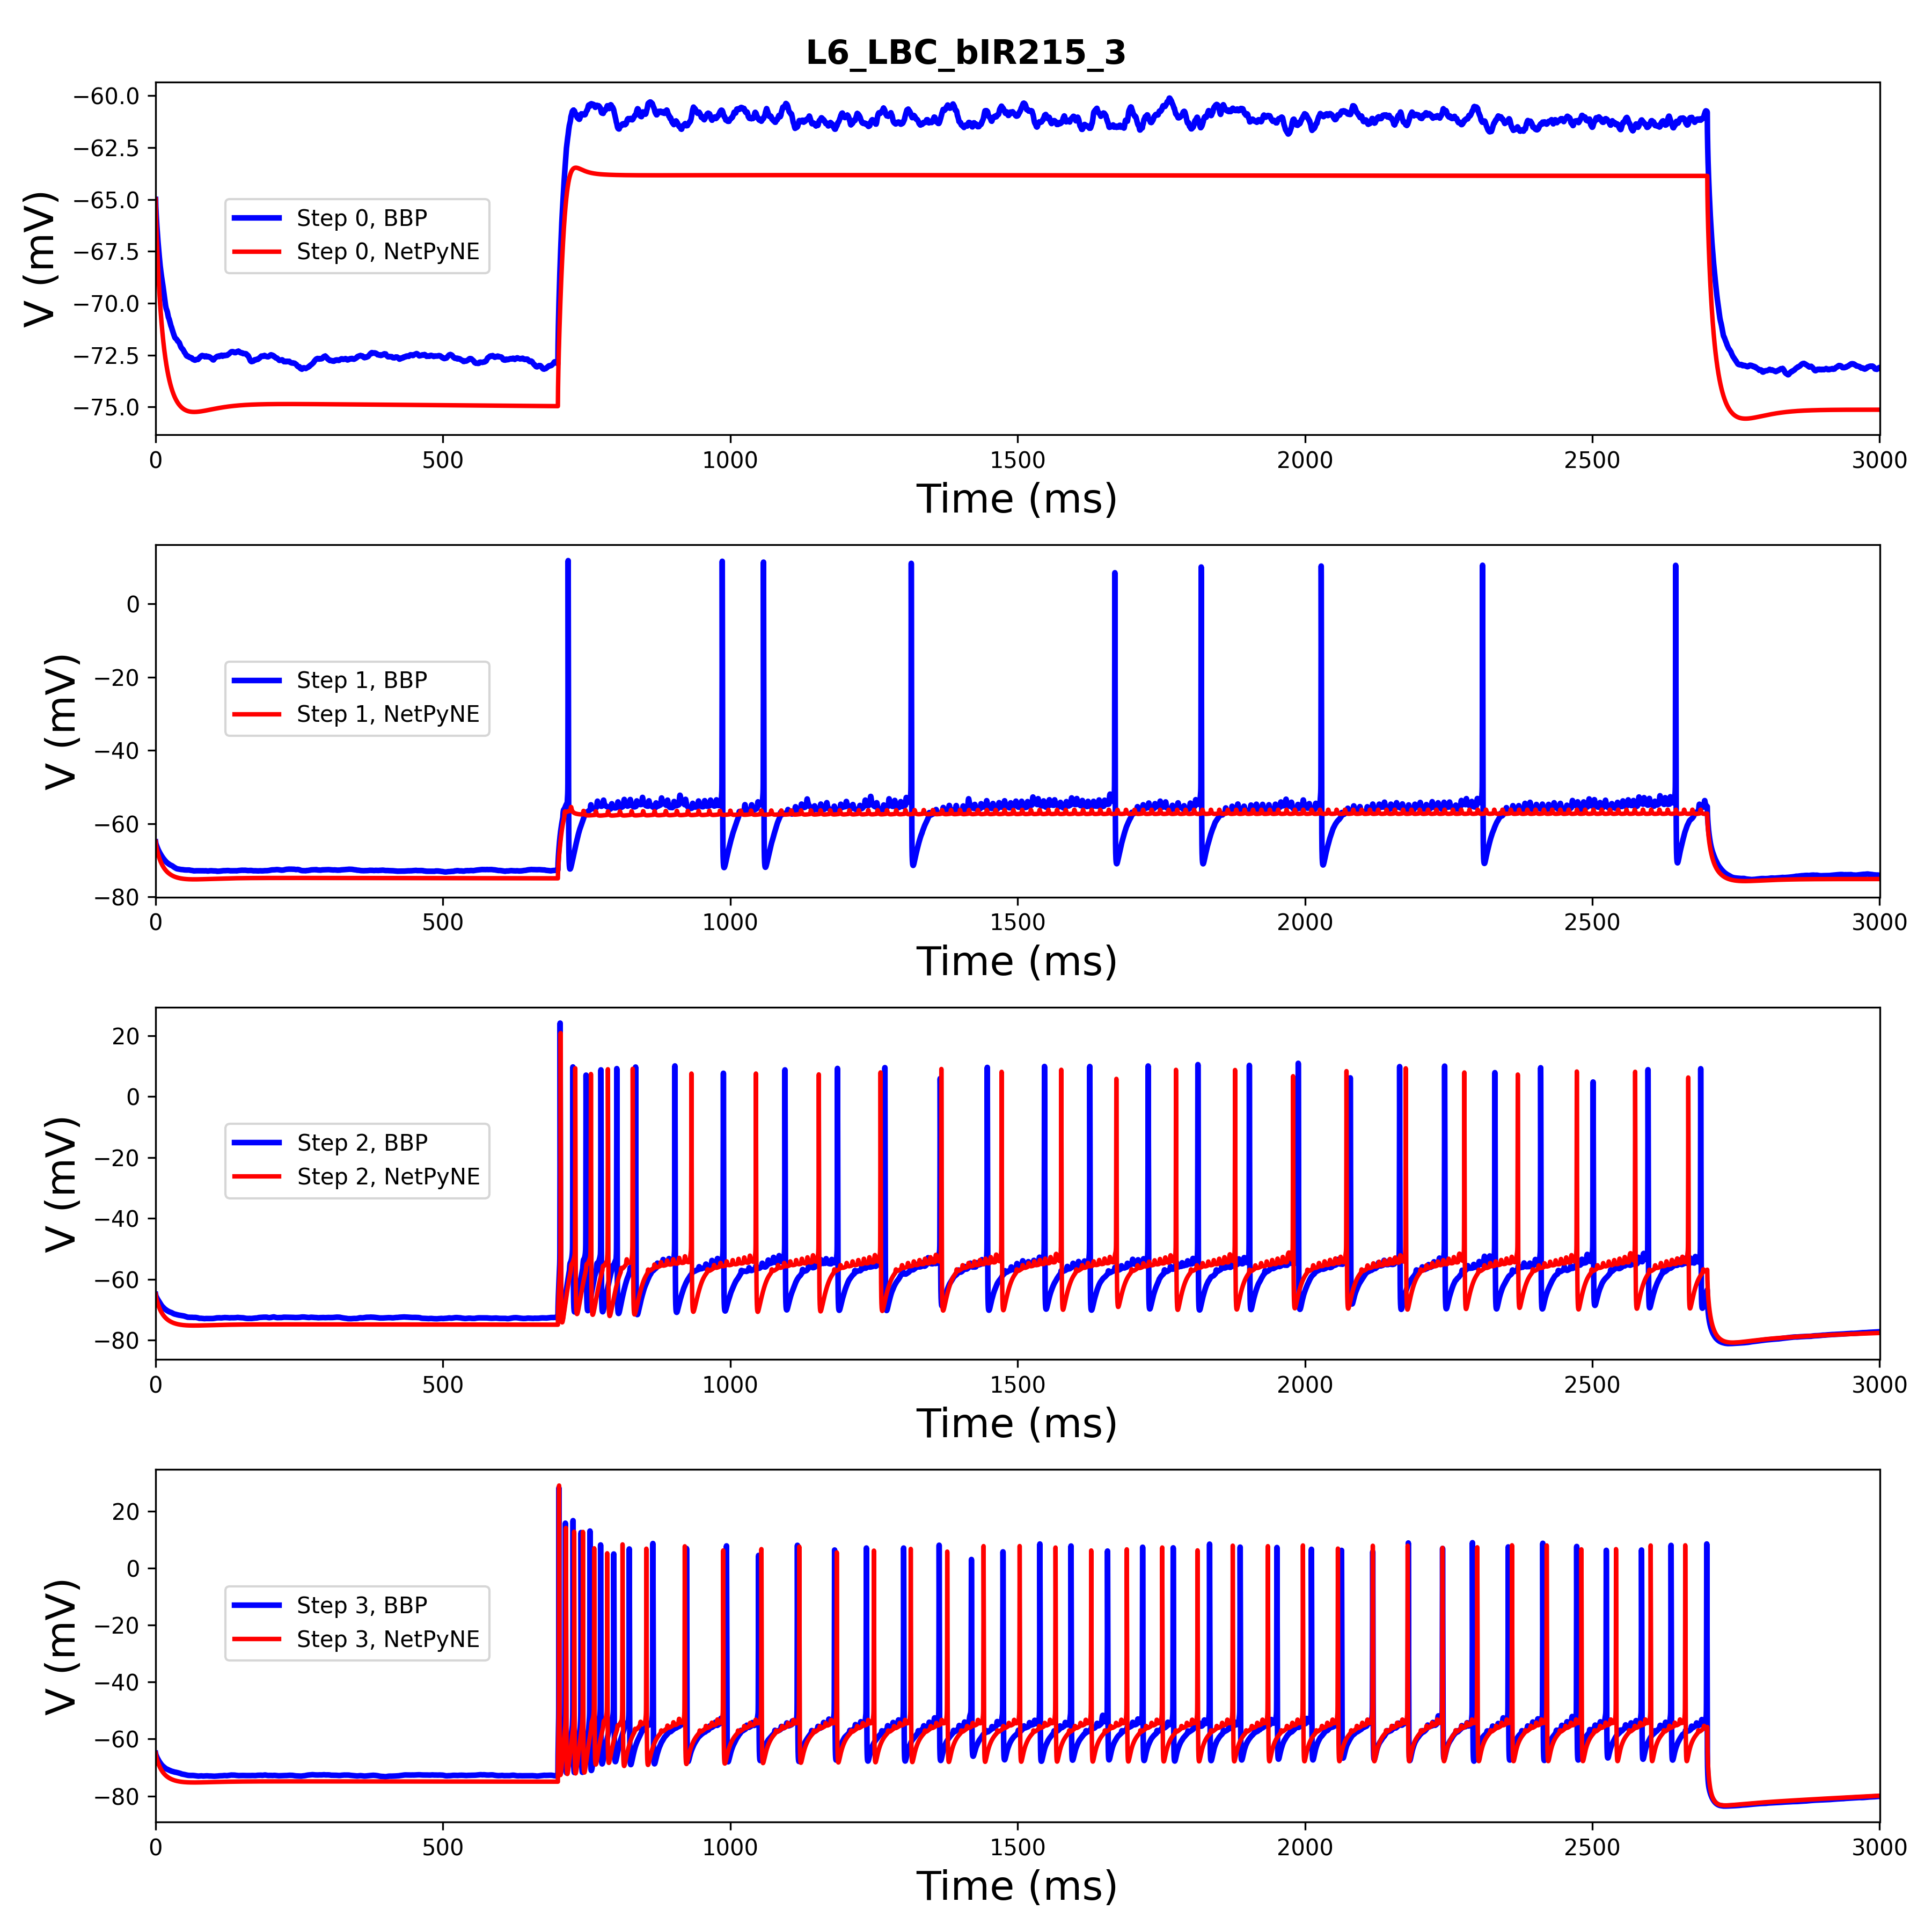 L6_LBC_bIR215_3
−60.0
−62.5
−65.0
−67.5
−70.0
−72.5
−75.0
V (mV)
Step 0, BBP
Step 0, NetPyNE
0 500 1000 1500 2000 2500 3000
Time (ms)
0
−20
−40
−60
−80
V (mV)
Step 1, BBP
Step 1, NetPyNE
0 500 1000 1500 2000 2500 3000
Time (ms)
20
0
−20
−40
−60
−80
V (mV)
Step 2, BBP
Step 2, NetPyNE
0 500 1000 1500 2000 2500 3000
Time (ms)
20
0
−20
−40
−60
−80
V (mV)
Step 3, BBP
Step 3, NetPyNE
0 500 1000 1500 2000 2500 3000
Time (ms)